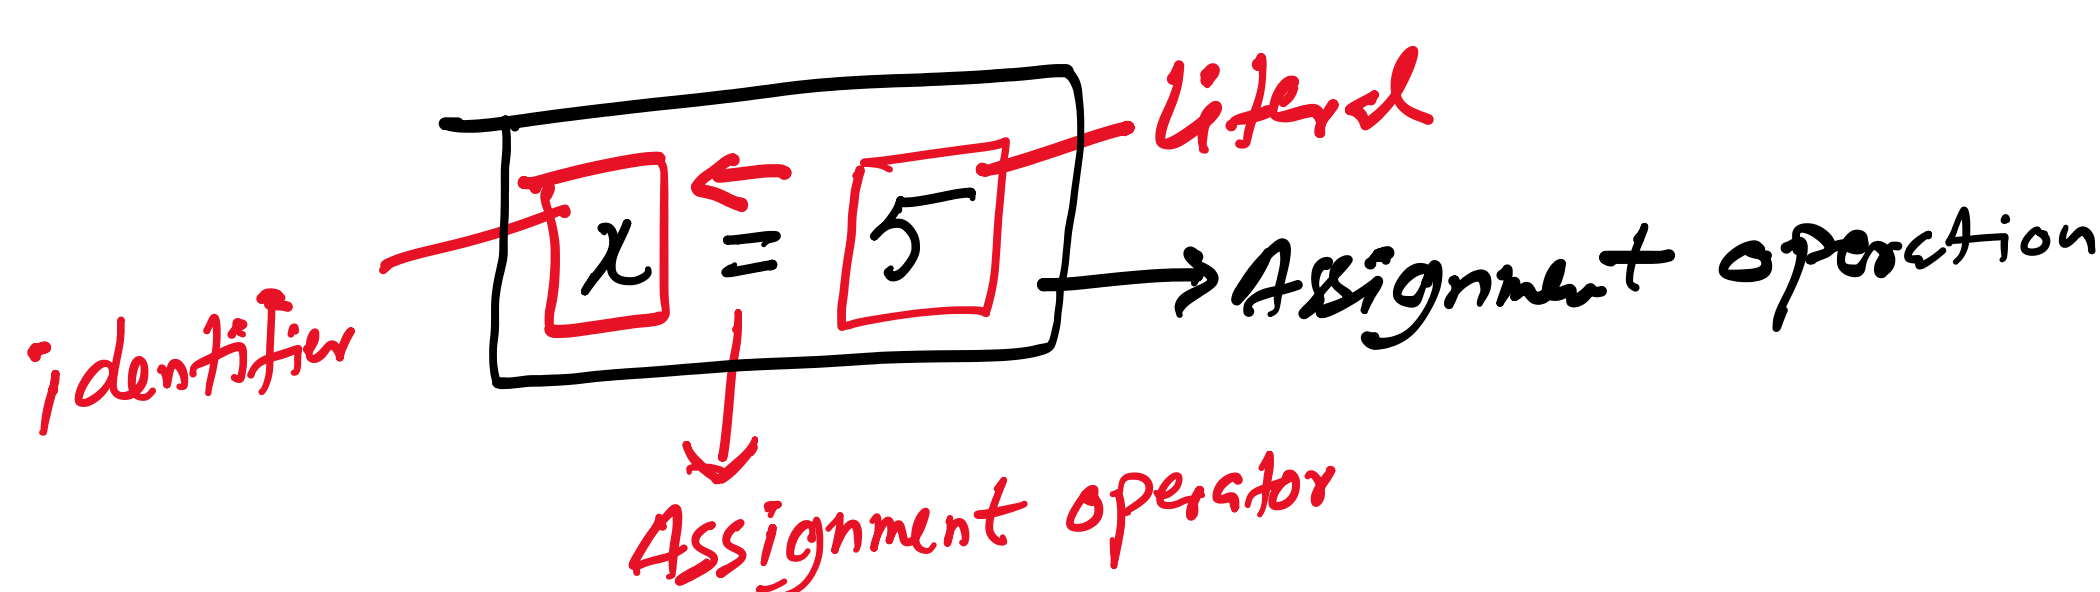 Literal
x = 5
Assignment operation
identifier
Assignment operator